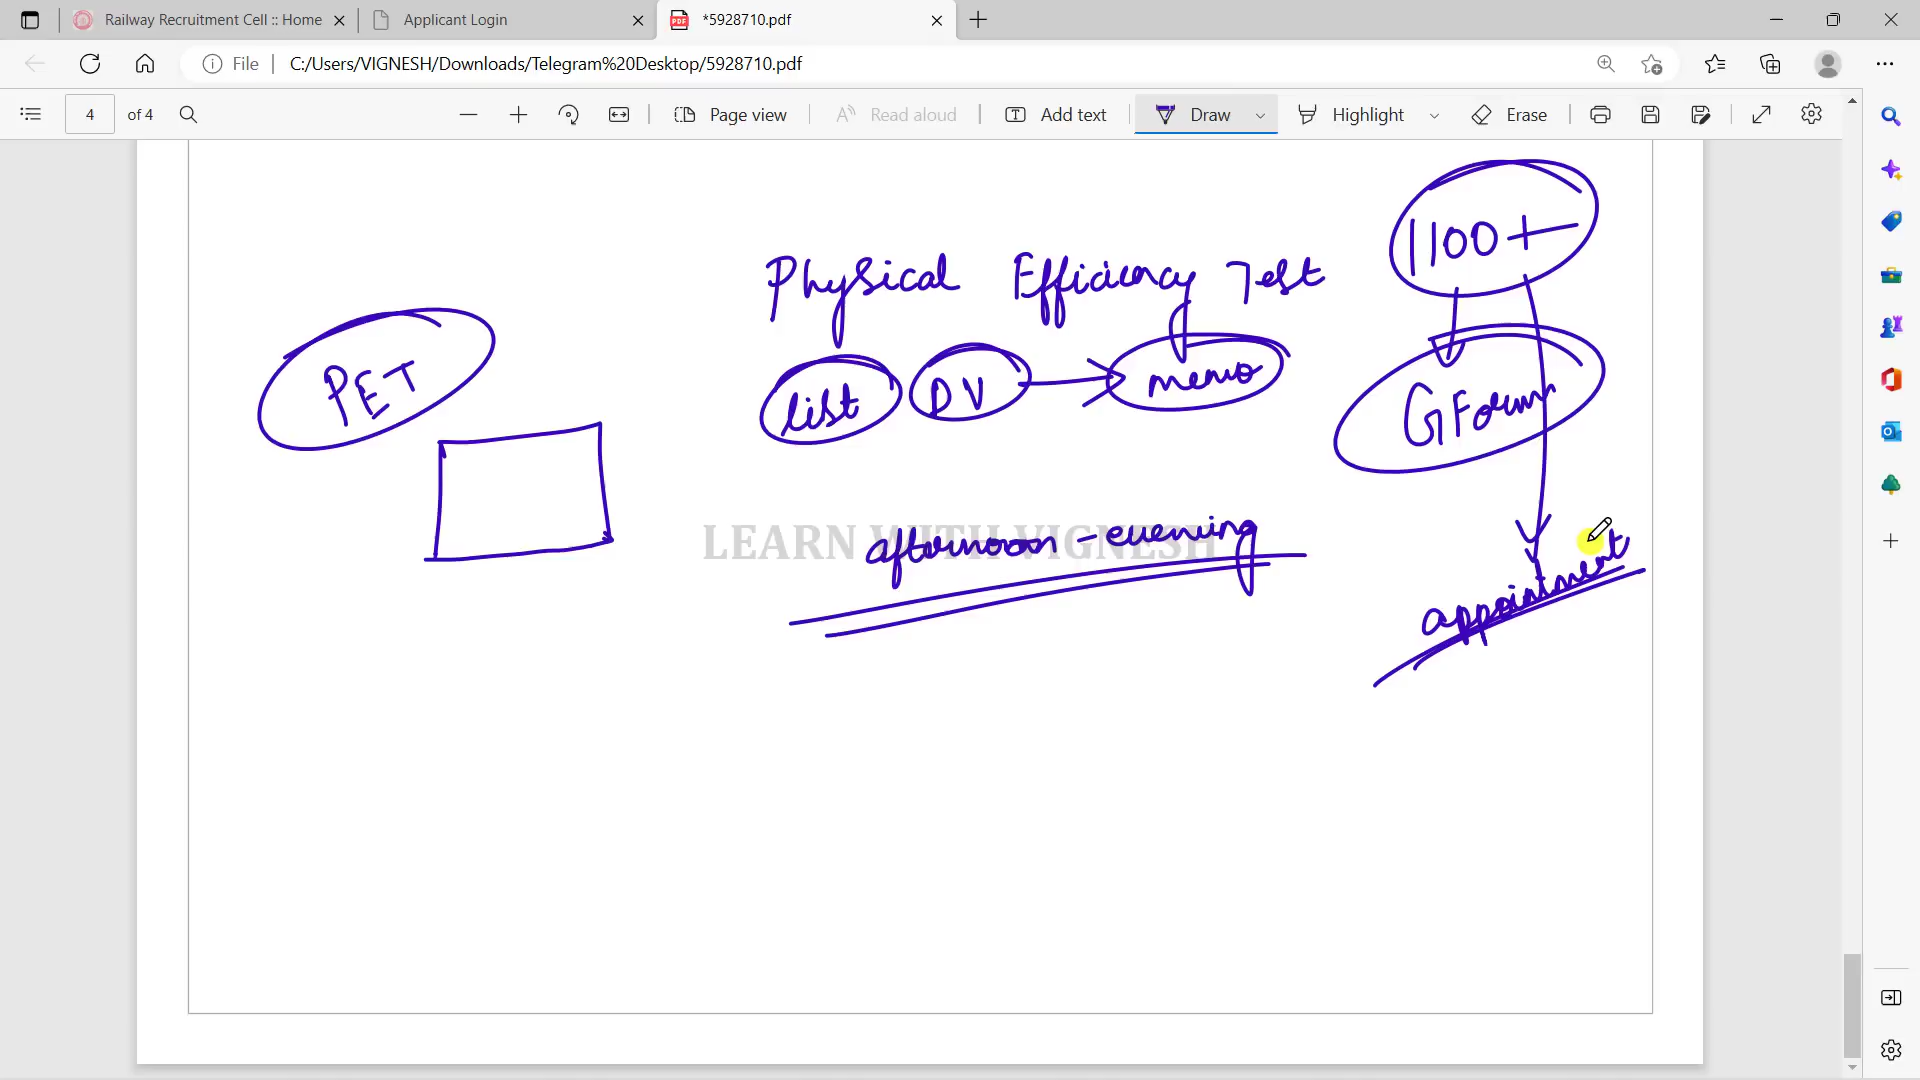 Railway Recruitment Cell :: Home
Applicant Login
*5928710.pdf
File
C:/Users/VIGNESH/Downloads/Telegram%20Desktop/5928710.pdf
4 of 4
Page view
Read aloud
Add text
Draw
Highlight
Erase
1100+
Physical Efficiency Test
PET
list
DV
memo
GForm
LEARN WITH VIGNESH
afternoon - evening
appointment